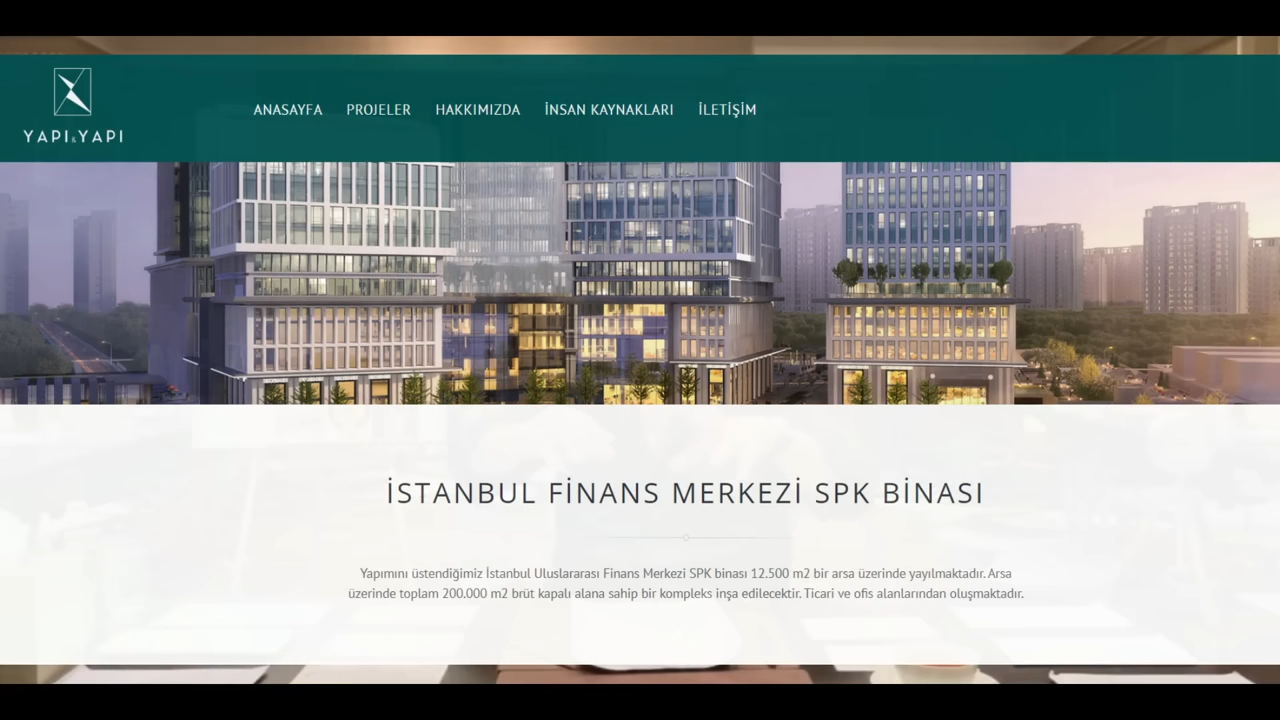 YAPI&YAPI
ANASAYFA PROJELER HAKKIMIZDA İNSAN KAYNAKLARI İLETİŞİM
İSTANBUL FİNANS MERKEZİ SPK BİNASI
Yapımını üstendiğimiz İstanbul Uluslararası Finans Merkezi SPK binası 12.500 m2 bir arsa üzerinde yayılmaktadır. Arsa
üzerinde toplam 200.000 m2 brüt kapalı alana sahip bir kompleks inşa edilecektir. Ticari ve ofis alanlarından oluşmaktadır.